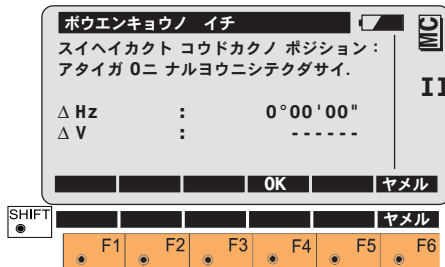 ボウエンキョウノ イチ
MC
スイヘイカクト コウドカクノ ポジション:
アタイガ 0ニ ナルヨウニシテクダサイ.
II
Δ Hz : 0°00'00"
Δ V : ------
OK ヤメル
SHIFT
ヤメル
F1 F2 F3 F4 F5 F6